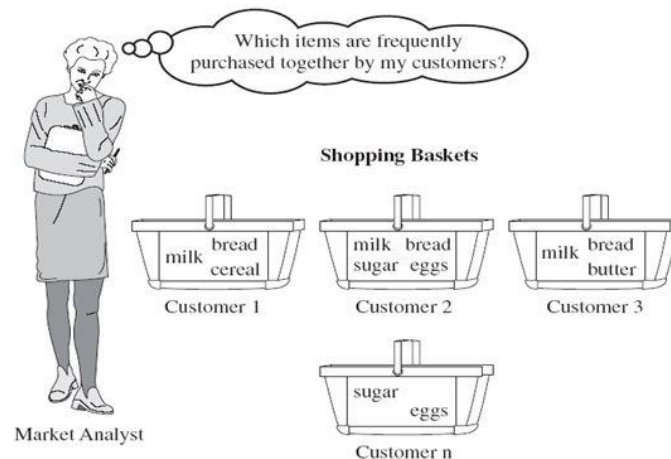 Which items are frequently
purchased together by my customers?
Shopping Baskets
milk bread
cereal
Customer 1
milk bread
sugar eggs
Customer 2
milk bread
butter
Customer 3
sugar
eggs
Customer n
Market Analyst